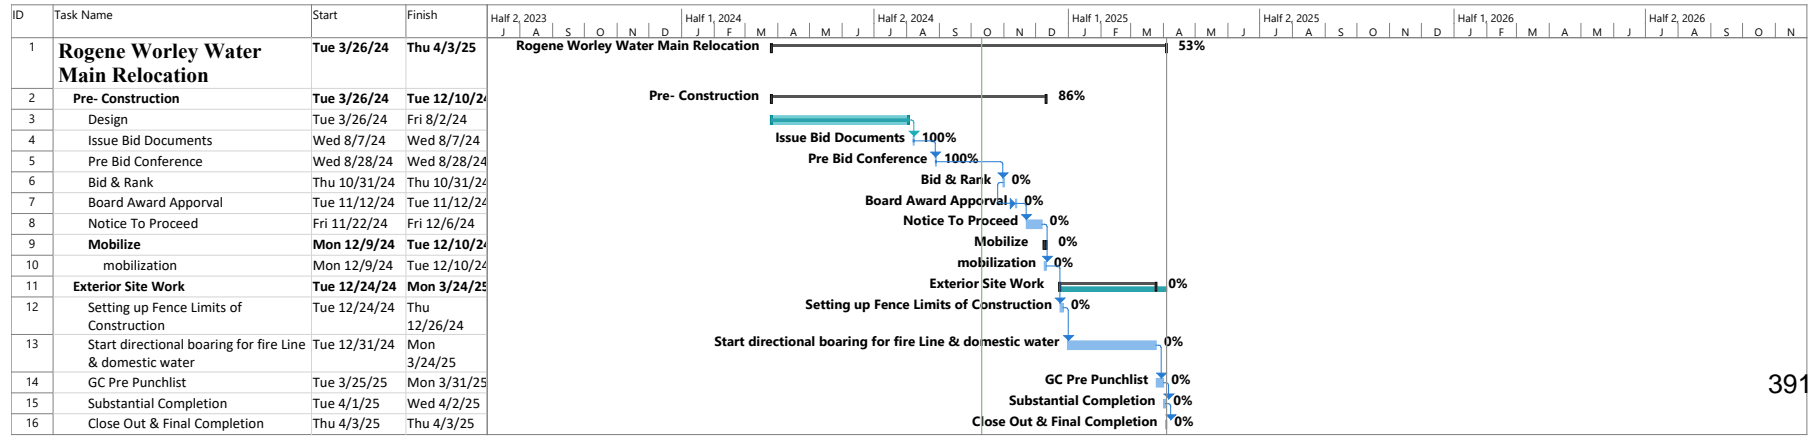 ID Task Name Start Finish Half 2, 2023 Half 1, 2024 Half 2, 2024 Half 1, 2025 Half 2, 2025 Half 1, 2026 Half 2, 2026
J A S O N D J F M A M J J A S O N D J F M A M J J A S O N D J F M A M J J A S O N
1 Rogene Worley Water Tue 3/26/24 Thu 4/3/25 Rogene Worley Water Main Relocation 53%
Main Relocation
2 Pre- Construction Tue 3/26/24 Tue 12/10/24 Pre- Construction 86%
3 Design Tue 3/26/24 Fri 8/2/24
4 Issue Bid Documents Wed 8/7/24 Wed 8/7/24 Issue Bid Documents 100%
5 Pre Bid Conference Wed 8/28/24 Wed 8/28/24 Pre Bid Conference 100%
6 Bid & Rank Thu 10/31/24 Thu 10/31/24 Bid & Rank 0%
7 Board Award Apporval Tue 11/12/24 Tue 11/12/24 Board Award Apporval 0%
8 Notice To Proceed Fri 11/22/24 Fri 12/6/24 Notice To Proceed 0%
9 Mobilize Mon 12/9/24 Tue 12/10/24 Mobilize 0%
10 mobilization Mon 12/9/24 Tue 12/10/24 mobilization 0%
11 Exterior Site Work Tue 12/24/24 Mon 3/24/25 Exterior Site Work 0%
12 Setting up Fence Limits of Tue 12/24/24 Thu Setting up Fence Limits of Construction 0%
Construction 12/26/24
13 Start directional boaring for fire Line Tue 12/31/24 Mon Start directional boaring for fire Line & domestic water 0%
& domestic water 3/24/25
14 GC Pre Punchlist Tue 3/25/25 Mon 3/31/25 GC Pre Punchlist 0%
391
15 Substantial Completion Tue 4/1/25 Wed 4/2/25 Substantial Completion 0%
16 Close Out & Final Completion Thu 4/3/25 Thu 4/3/25 Close Out & Final Completion 0%